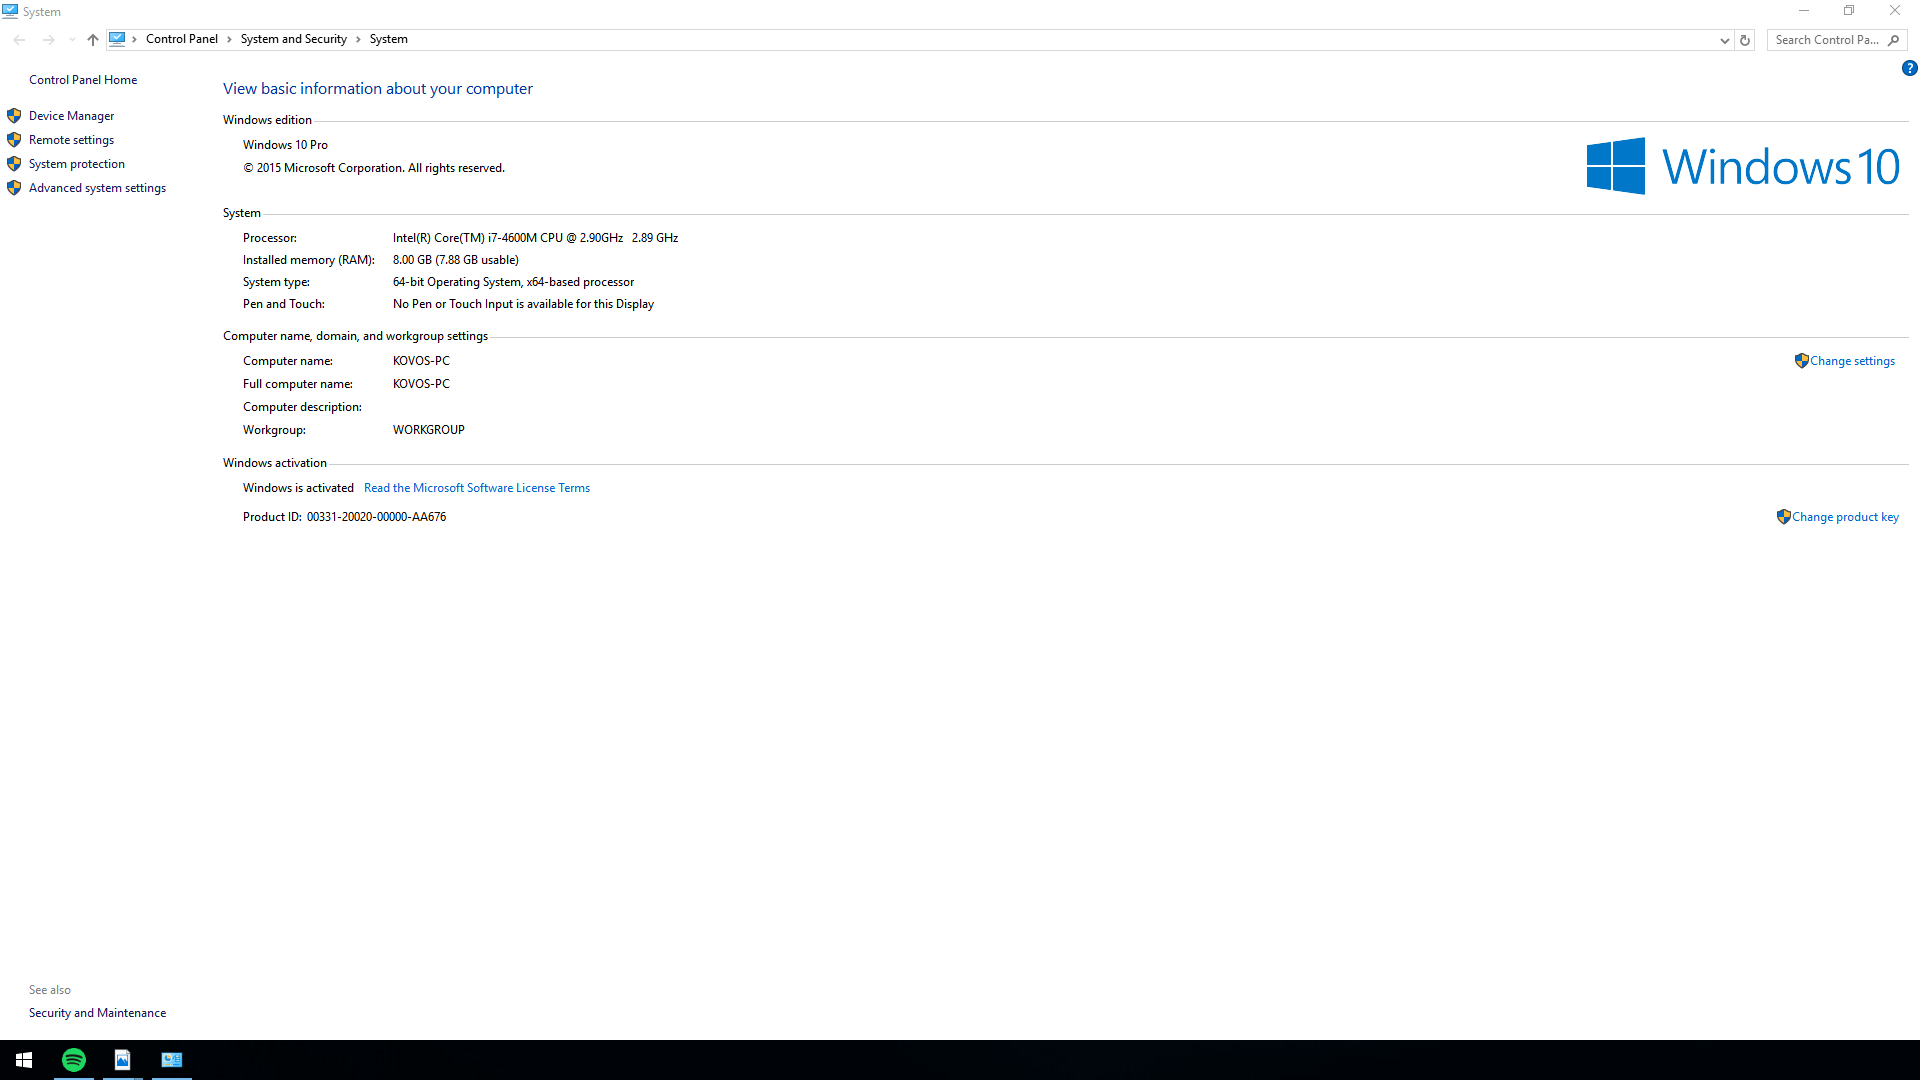 System
Control Panel > System and Security > System
Search Control Pa...
?
Control Panel Home
Device Manager
Remote settings
System protection
Advanced system settings
View basic information about your computer
Windows edition
Windows 10 Pro
© 2015 Microsoft Corporation. All rights reserved.
Windows 10
System
Processor: Intel(R) Core(TM) i7-4600M CPU @ 2.90GHz 2.89 GHz
Installed memory (RAM): 8.00 GB (7.88 GB usable)
System type: 64-bit Operating System, x64-based processor
Pen and Touch: No Pen or Touch Input is available for this Display
Computer name, domain, and workgroup settings
Computer name: KOVOS-PC
Change settings
Full computer name: KOVOS-PC
Computer description:
Workgroup: WORKGROUP
Windows activation
Windows is activated Read the Microsoft Software License Terms
Product ID: 00331-20020-00000-AA676
Change product key
See also
Security and Maintenance